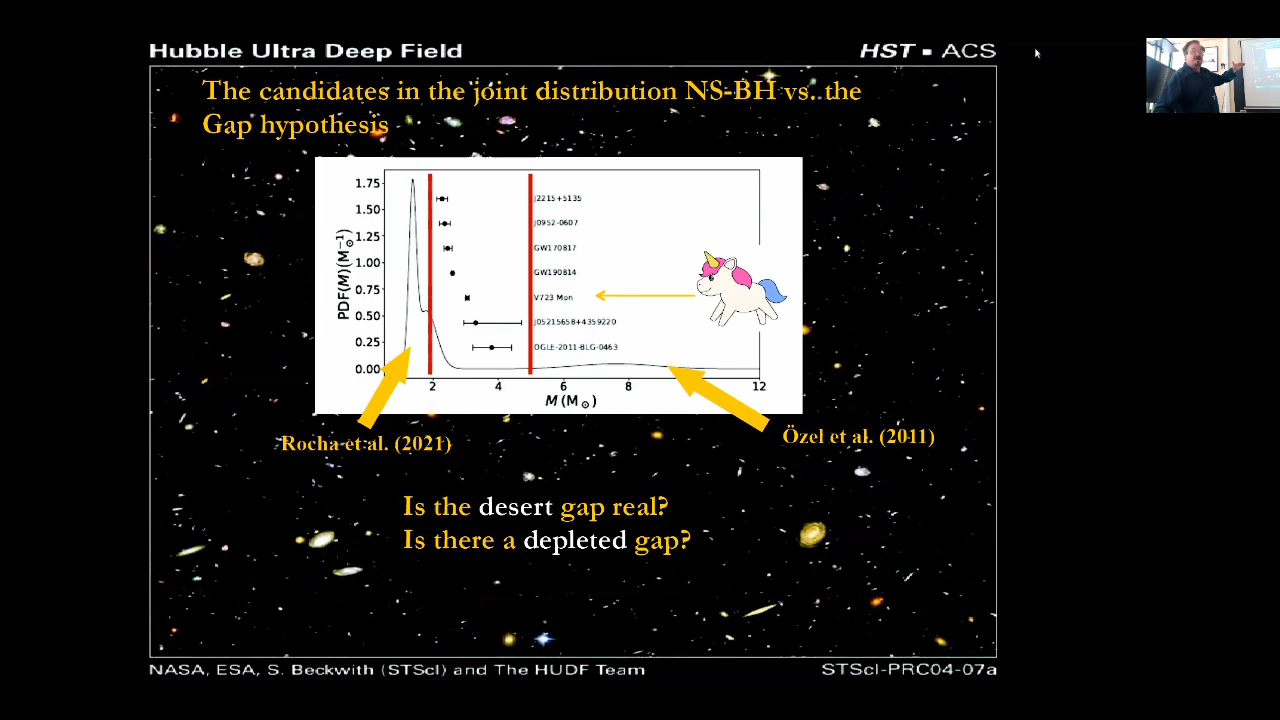 Hubble Ultra Deep Field
HST ▪ ACS
The candidates in the joint distribution NS-BH vs. the
Gap hypothesis
1.75
1.50
1.25
1.00
0.75
0.50
0.25
0.00
PDF(M)(M⊙⁻¹)
J2215+5135
J0952-0607
GW170817
GW190814
V723 Mon
J05215658+4359220
OGLE-2011-BLG-0463
2
4
6
8
12
M (M⊙)
Rocha et al. (2021)
Özel et al. (2011)
Is the desert gap real?
Is there a depleted gap?
NASA, ESA, S. Beckwith (STScI) and The HUDF Team
STScI-PRC04-07a